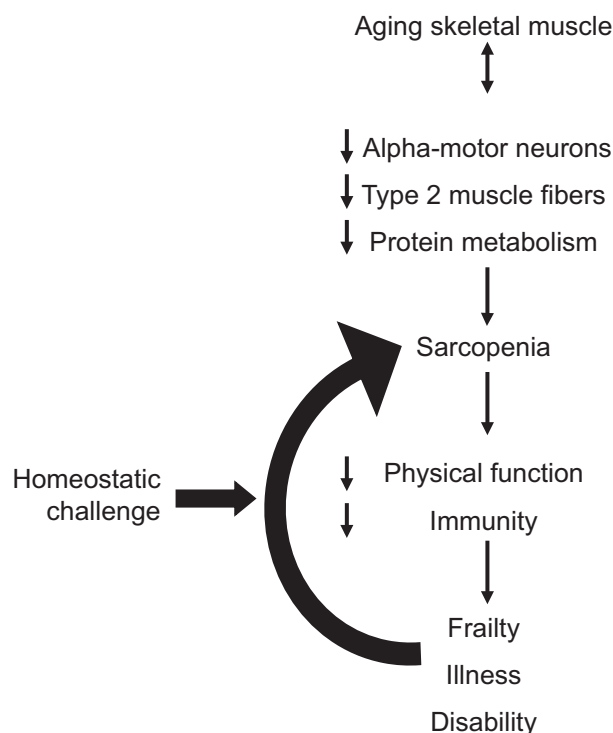 Aging skeletal muscle
Alpha-motor neurons
Type 2 muscle fibers
Protein metabolism
Sarcopenia
Homeostatic
challenge
Physical function
Immunity
Frailty
Illness
Disability